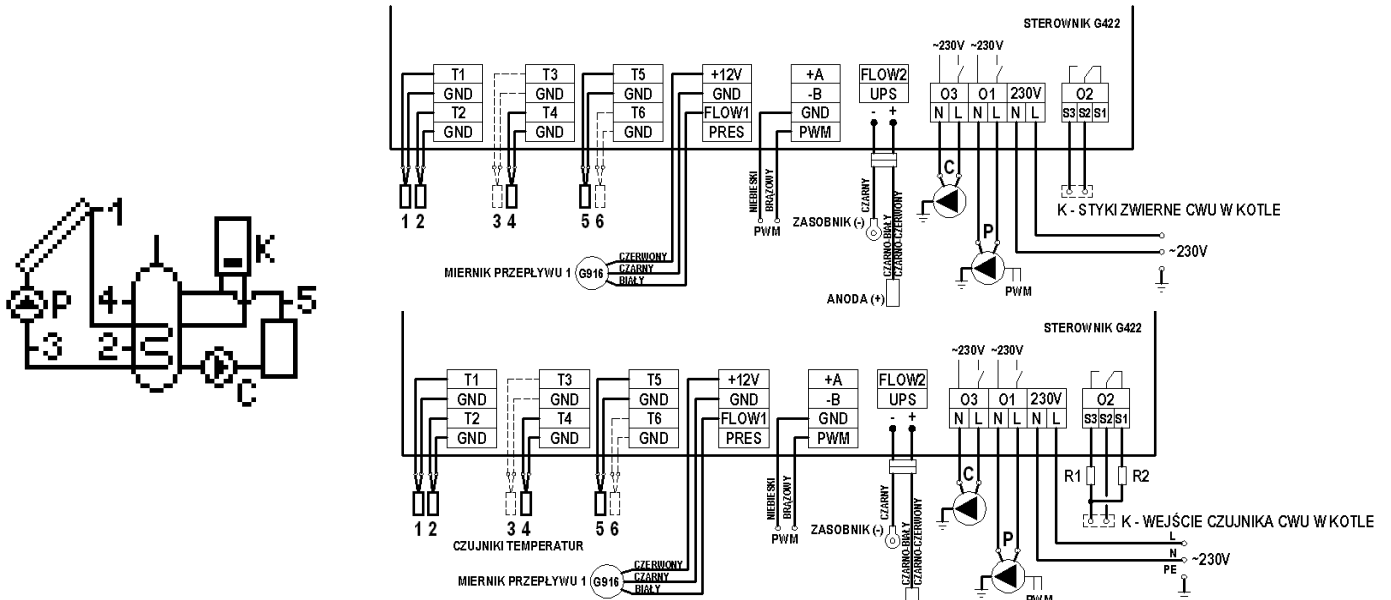 1
K
P
4
5
3
2
C
STEROWNIK G422
~230V ~230V
T1 T3 T5 +12V +A FLOW2
GND GND GND GND -B UPS
T2 T4 T6 FLOW1 GND - +
GND GND GND PRES PWM
O3 O1 230V O2
N L N L N L S3 S2 S1
C
1 2 3 4 5 6
NIEBIESKI
BRĄZOWY
PWM
CZARNY
ZASOBNIK (-)
CZARNO-BIAŁY
CZARNO-CZERWONY
ANODA (+)
K - STYKI ZWIERNE CWU W KOTLE
P
~230V
PWM
MIERNIK PRZEPŁYWU 1 G916
CZERWONY
CZARNY
BIAŁY
STEROWNIK G422
~230V ~230V
T1 T3 T5 +12V +A FLOW2
GND GND GND GND -B UPS
T2 T4 T6 FLOW1 GND - +
GND GND GND PRES PWM
O3 O1 230V O2
N L N L N L S3 S2 S1
C
R1 R2
1 2 3 4 5 6
CZUJNIKI TEMPERATUR
NIEBIESKI
BRĄZOWY
PWM
CZARNY
ZASOBNIK (-)
CZARNO-BIAŁY
CZARNO-CZERWONY
K - WEJŚCIE CZUJNIKA CWU W KOTLE
P
L
N
PE
~230V
PWM
MIERNIK PRZEPŁYWU 1 G916
CZERWONY
CZARNY
BIAŁY